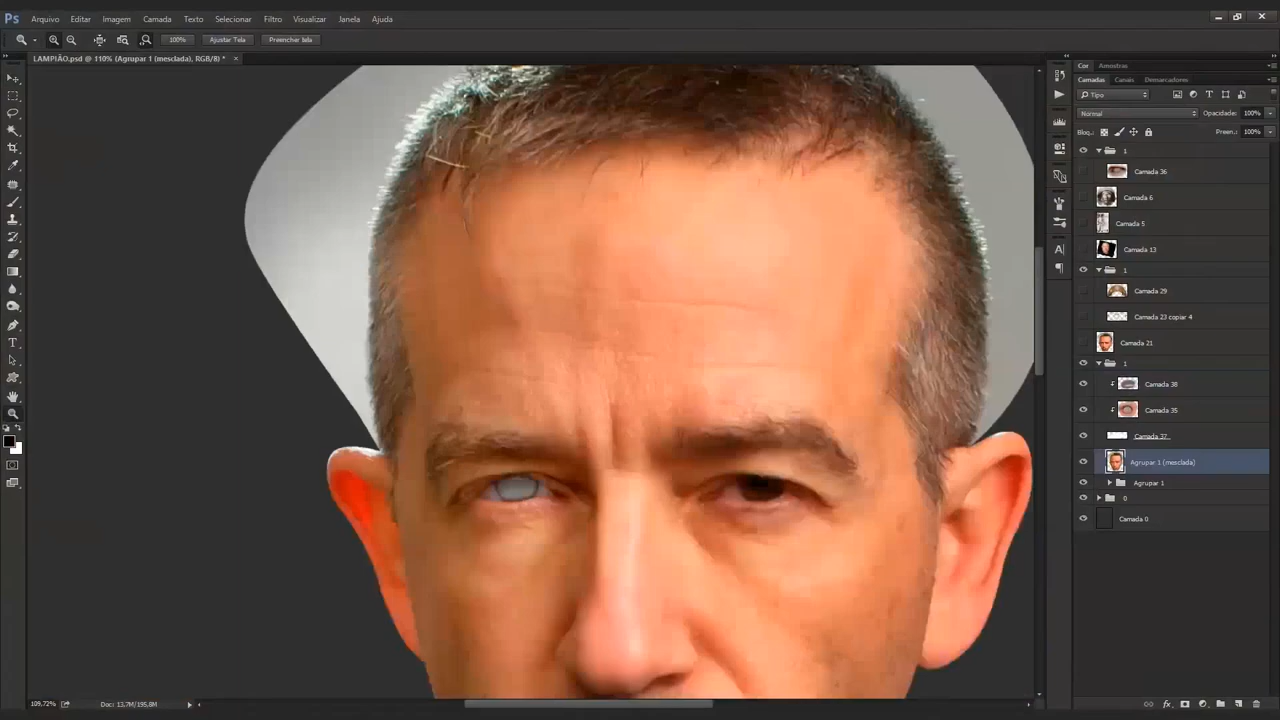 Ps Arquivo Editar Imagem Camada Texto Selecionar Filtro Visualizar Janela Ajuda
100% Ajustar Tela Preencher tela
LAMPIÃO.psd @ 110% (Agrupar 1 (mesclada), RGB/8) * ×
Cor Amostras
Camadas Canais Demarcadores
Tipo
Normal Opacidade: 100%
Bloq.: Preen.: 100%
1
Camada 36
Camada 6
Camada 5
Camada 13
1
Camada 29
Camada 23 copiar 4
Camada 21
1
Camada 38
Camada 35
Camada 37
Agrupar 1 (mesclada)
Agrupar 1
0
Camada 0
109,72% Doc: 13,7M/195,8M